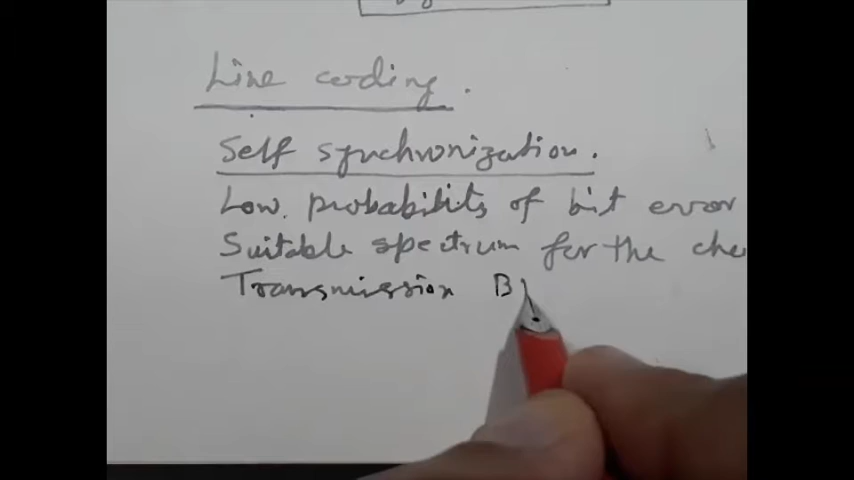 Line coding.
Self synchronization.
Low probability of bit error
Suitable spectrum for the
Transmission B